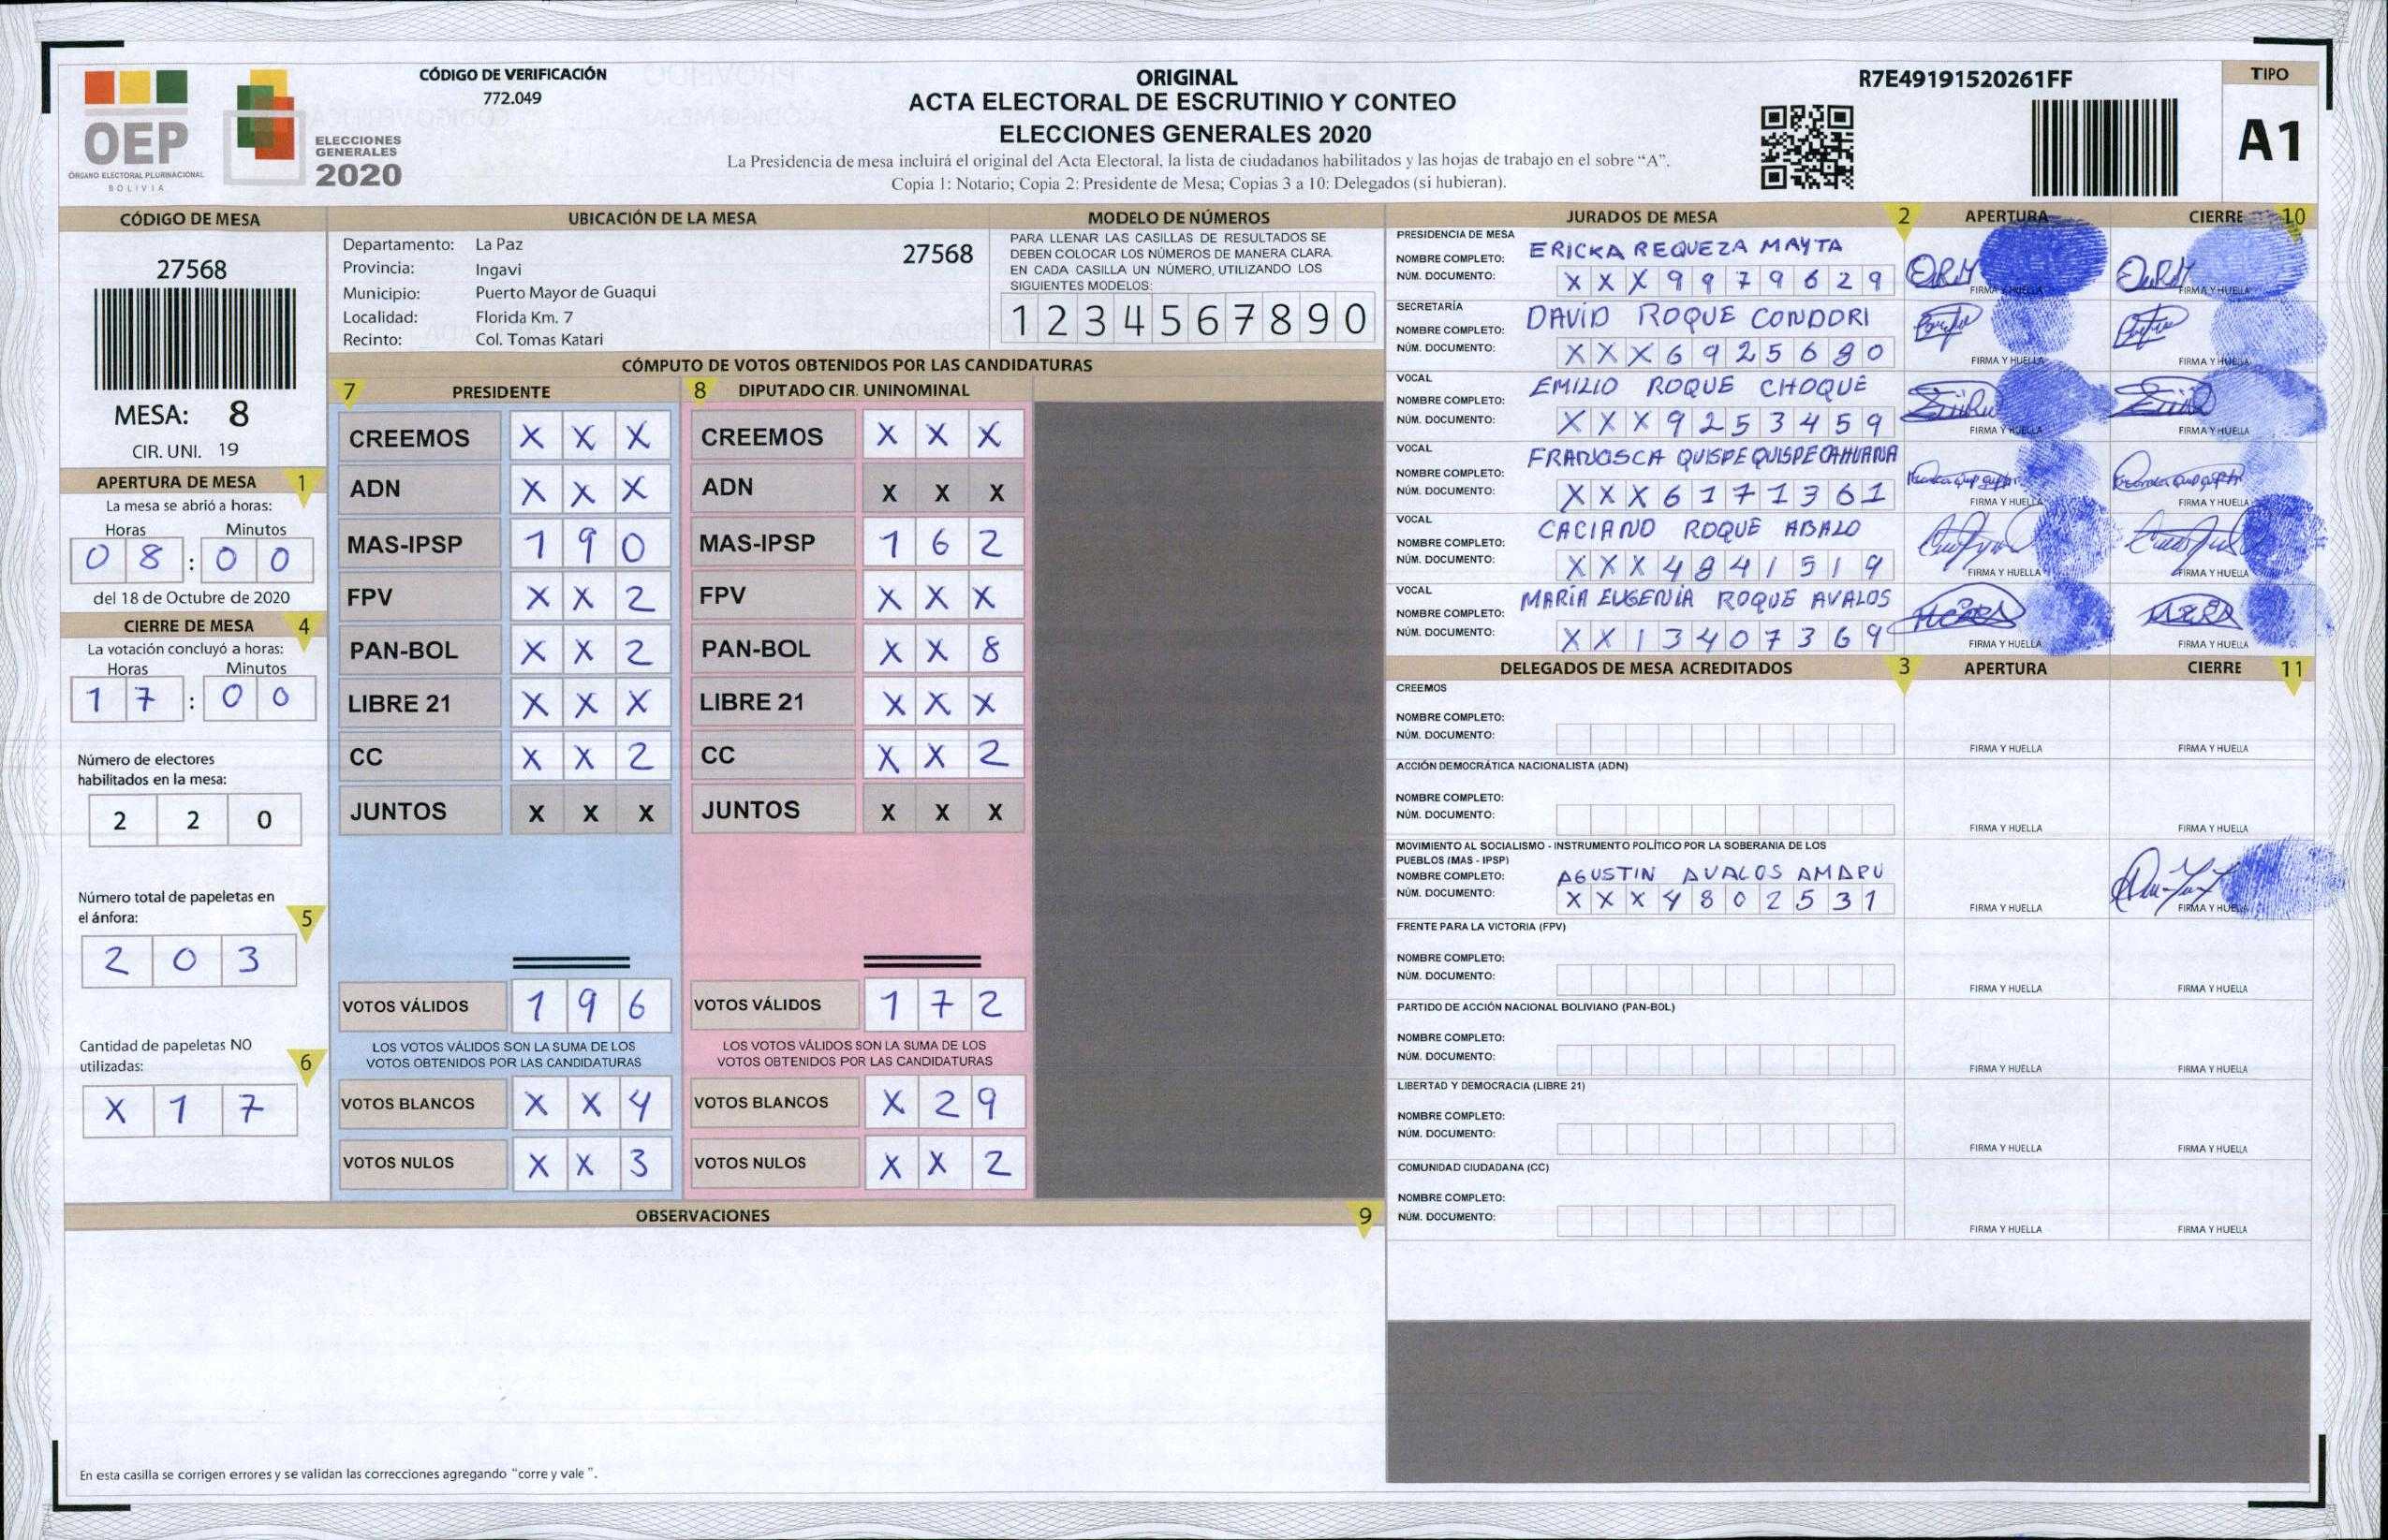 OEP
ÓRGANO ELECTORAL PLURINACIONAL
BOLIVIA
ELECCIONES
GENERALES
2020
CÓDIGO DE VERIFICACIÓN
772.049
ORIGINAL
ACTA ELECTORAL DE ESCRUTINIO Y CONTEO
ELECCIONES GENERALES 2020
La Presidencia de mesa incluirá el original del Acta Electoral, la lista de ciudadanos habilitados y las hojas de trabajo en el sobre “A”.
Copia 1: Notario; Copia 2: Presidente de Mesa; Copias 3 a 10: Delegados (si hubieran).
R7E49191520261FF
TIPO
A1
CÓDIGO DE MESA
27568
MESA: 8
CIR. UNI. 19
APERTURA DE MESA 1
La mesa se abrió a horas:
Horas Minutos
0 8 : 0 0
del 18 de Octubre de 2020
CIERRE DE MESA 4
La votación concluyó a horas:
Horas Minutos
1 7 : 0 0
Número de electores
habilitados en la mesa:
2 2 0
Número total de papeletas en
el ánfora: 5
2 0 3
Cantidad de papeletas NO
utilizadas: 6
X 1 7
UBICACIÓN DE LA MESA
Departamento: La Paz 27568
Provincia: Ingavi
Municipio: Puerto Mayor de Guaqui
Localidad: Florida Km. 7
Recinto: Col. Tomas Katari
MODELO DE NÚMEROS
PARA LLENAR LAS CASILLAS DE RESULTADOS SE
DEBEN COLOCAR LOS NÚMEROS DE MANERA CLARA.
EN CADA CASILLA UN NÚMERO, UTILIZANDO LOS
SIGUIENTES MODELOS:
1 2 3 4 5 6 7 8 9 0
CÓMPUTO DE VOTOS OBTENIDOS POR LAS CANDIDATURAS
7 PRESIDENTE
CREEMOS X X X
ADN X X X
MAS-IPSP 1 9 0
FPV X X 2
PAN-BOL X X 2
LIBRE 21 X X X
CC X X 2
JUNTOS X X X
VOTOS VÁLIDOS 1 9 6
LOS VOTOS VÁLIDOS SON LA SUMA DE LOS
VOTOS OBTENIDOS POR LAS CANDIDATURAS
VOTOS BLANCOS X X 4
VOTOS NULOS X X 3
8 DIPUTADO CIR. UNINOMINAL
CREEMOS X X X
ADN X X X
MAS-IPSP 1 6 2
FPV X X X
PAN-BOL X X 8
LIBRE 21 X X X
CC X X 2
JUNTOS X X X
VOTOS VÁLIDOS 1 7 2
LOS VOTOS VÁLIDOS SON LA SUMA DE LOS
VOTOS OBTENIDOS POR LAS CANDIDATURAS
VOTOS BLANCOS X 2 9
VOTOS NULOS X X 2
OBSERVACIONES 9
En esta casilla se corrigen errores y se validan las correcciones agregando “corre y vale ”.
JURADOS DE MESA 2 APERTURA CIERRE 10
PRESIDENCIA DE MESA
NOMBRE COMPLETO: ERICKA REQUEZA MAYTA
NÚM. DOCUMENTO: X X X 9 9 7 9 6 2 9
FIRMA Y HUELLA FIRMA Y HUELLA
SECRETARÍA
NOMBRE COMPLETO: DAVID ROQUE CONDORI
NÚM. DOCUMENTO: X X X 6 9 2 5 6 8 0
FIRMA Y HUELLA FIRMA Y HUELLA
VOCAL
NOMBRE COMPLETO: EMILIO ROQUE CHOQUE
NÚM. DOCUMENTO: X X X 9 2 5 3 4 5 9
FIRMA Y HUELLA FIRMA Y HUELLA
VOCAL
NOMBRE COMPLETO: FRANCISCA QUISPE QUISPECAHUANA
NÚM. DOCUMENTO: X X X 6 1 7 1 3 6 1
FIRMA Y HUELLA FIRMA Y HUELLA
VOCAL
NOMBRE COMPLETO: CACIANO ROQUE ABALO
NÚM. DOCUMENTO: X X X 4 8 4 1 5 1 9
FIRMA Y HUELLA FIRMA Y HUELLA
VOCAL
NOMBRE COMPLETO: MARÍA EUGENIA ROQUE AVALOS
NÚM. DOCUMENTO: X X 1 3 4 0 7 3 6 9
FIRMA Y HUELLA FIRMA Y HUELLA
DELEGADOS DE MESA ACREDITADOS 3 APERTURA CIERRE 11
CREEMOS
NOMBRE COMPLETO:
NÚM. DOCUMENTO:
FIRMA Y HUELLA FIRMA Y HUELLA
ACCIÓN DEMOCRÁTICA NACIONALISTA (ADN)
NOMBRE COMPLETO:
NÚM. DOCUMENTO:
FIRMA Y HUELLA FIRMA Y HUELLA
MOVIMIENTO AL SOCIALISMO - INSTRUMENTO POLÍTICO POR LA SOBERANIA DE LOS
PUEBLOS (MAS - IPSP)
NOMBRE COMPLETO: AGUSTIN AVALOS AMARU
NÚM. DOCUMENTO: X X X 4 8 0 2 5 3 1
FIRMA Y HUELLA FIRMA Y HUELLA
FRENTE PARA LA VICTORIA (FPV)
NOMBRE COMPLETO:
NÚM. DOCUMENTO:
FIRMA Y HUELLA FIRMA Y HUELLA
PARTIDO DE ACCIÓN NACIONAL BOLIVIANO (PAN-BOL)
NOMBRE COMPLETO:
NÚM. DOCUMENTO:
FIRMA Y HUELLA FIRMA Y HUELLA
LIBERTAD Y DEMOCRACIA (LIBRE 21)
NOMBRE COMPLETO:
NÚM. DOCUMENTO:
FIRMA Y HUELLA FIRMA Y HUELLA
COMUNIDAD CIUDADANA (CC)
NOMBRE COMPLETO:
NÚM. DOCUMENTO:
FIRMA Y HUELLA FIRMA Y HUELLA